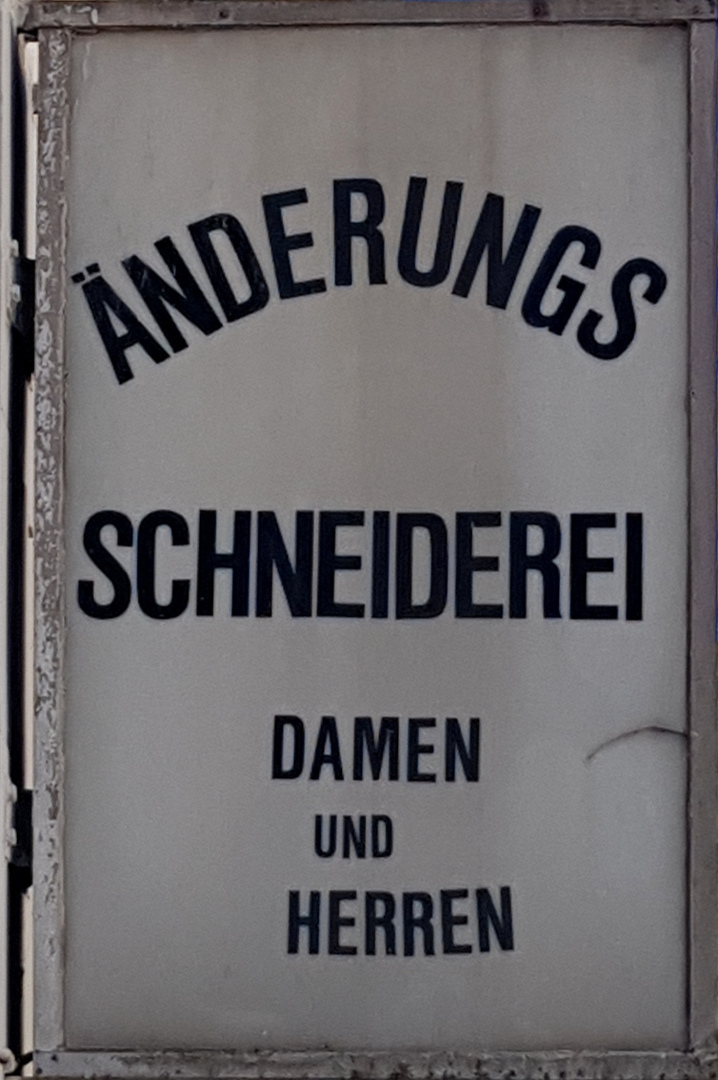 ÄNDERUNGS
SCHNEIDEREI
DAMEN
UND
HERREN